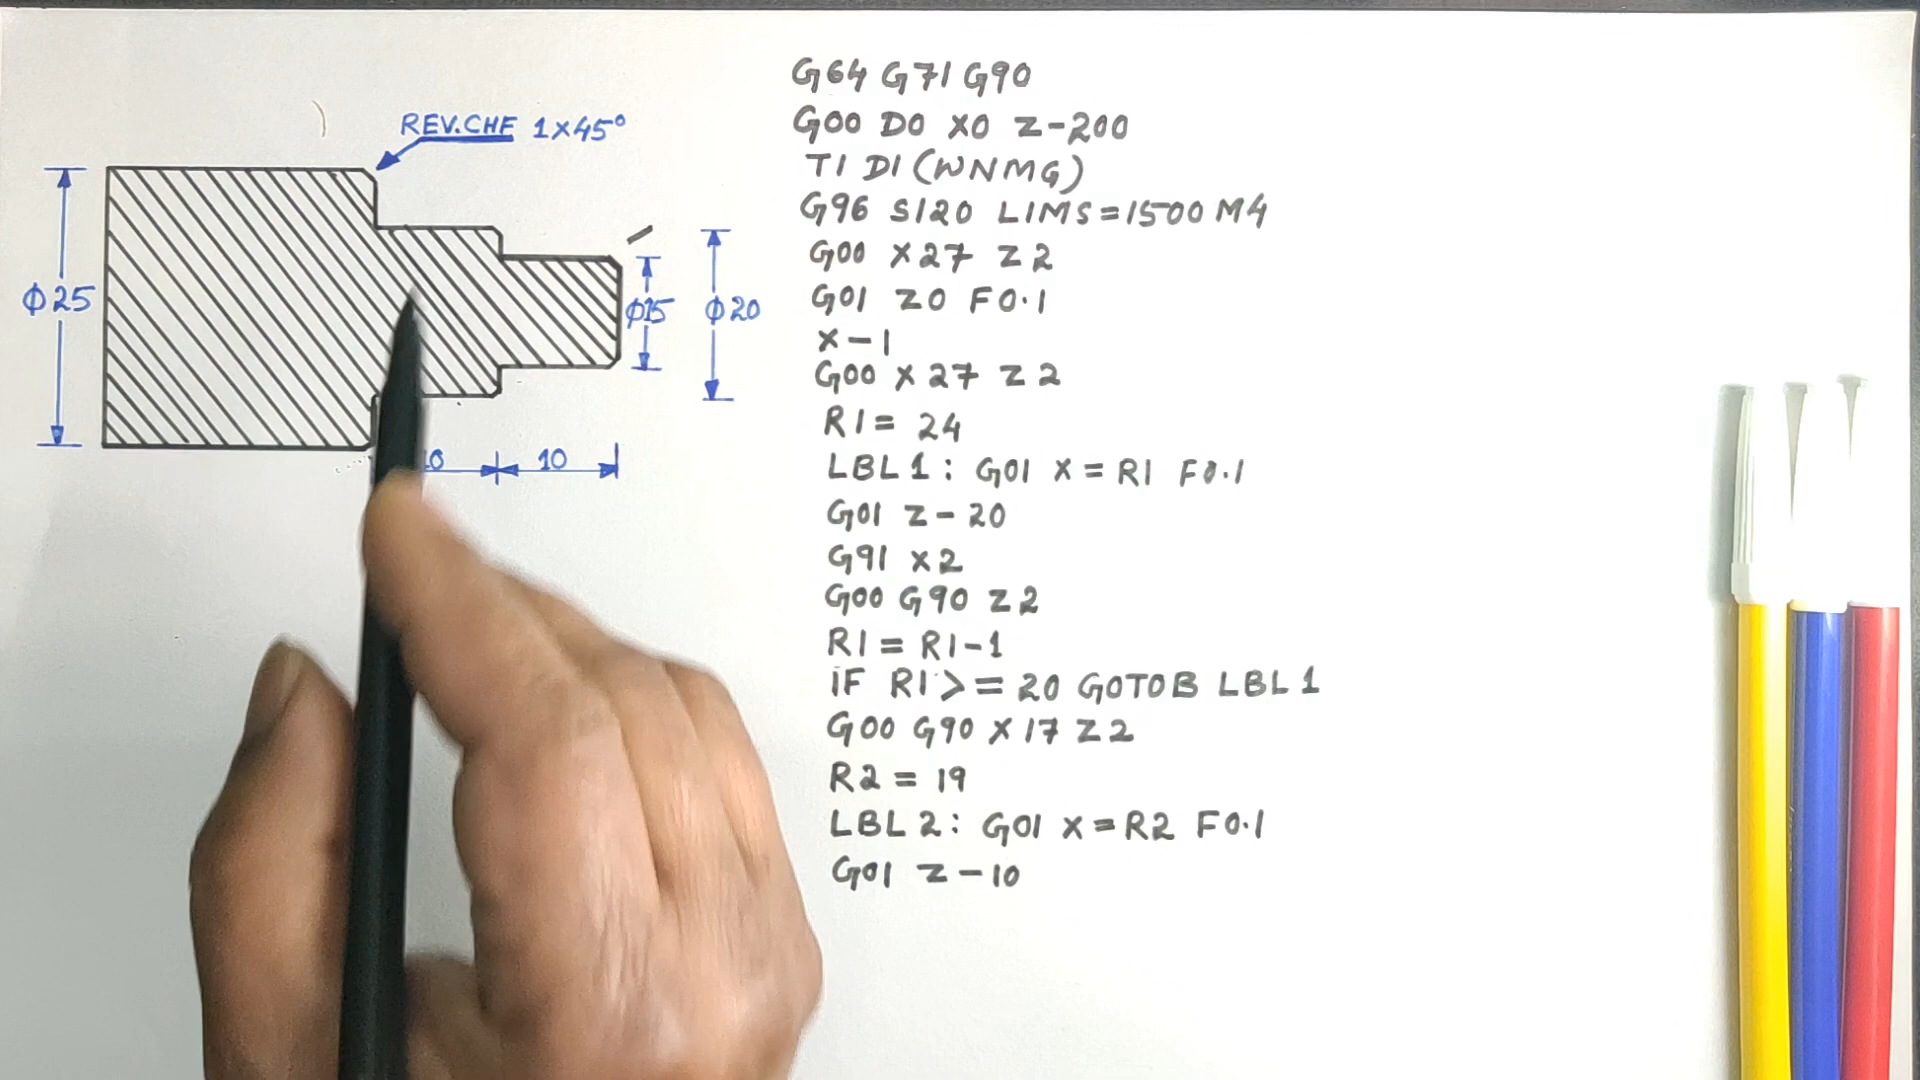 REV.CHF 1X45°
Φ25
Φ15
Φ20
10
10
G64 G71 G90
G00 D0 X0 Z-200
T1 D1 (WNMG)
G96 S120 LIMS=1500 M4
G00 X27 Z2
G01 Z0 F0.1
X-1
G00 X27 Z2
R1= 24
LBL1: G01 X=R1 F0.1
G01 Z-20
G91 X2
G00 G90 Z2
R1=R1-1
IF R1>=20 GOTOB LBL1
G00 G90 X17 Z2
R2=19
LBL2: G01 X=R2 F0.1
G01 Z-10